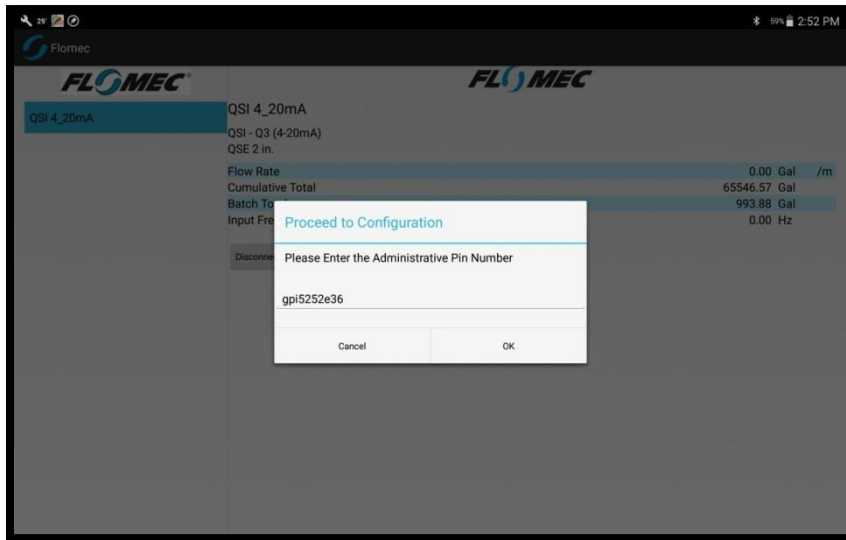 29°
59% 2:52 PM
Flomec
FLOMEC
FLOMEC
QSI 4_20mA
QSI 4_20mA
QSI - Q3 (4-20mA)
QSE 2 in.
Flow Rate 0.00 Gal /m
Cumulative Total 65546.57 Gal
Batch To 993.88 Gal
Input Fre 0.00 Hz
Disconne
Proceed to Configuration
Please Enter the Administrative Pin Number
gpi5252e36
Cancel OK